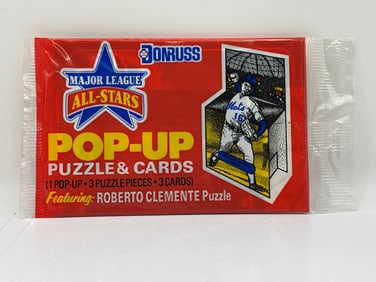 DONRUSS
MAJOR LEAGUE
ALL-STARS
POP-UP
PUZZLE & CARDS
(1 POP-UP • 3 PUZZLE PIECES • 3 CARDS)
Featuring: ROBERTO CLEMENTE Puzzle
Mets
16